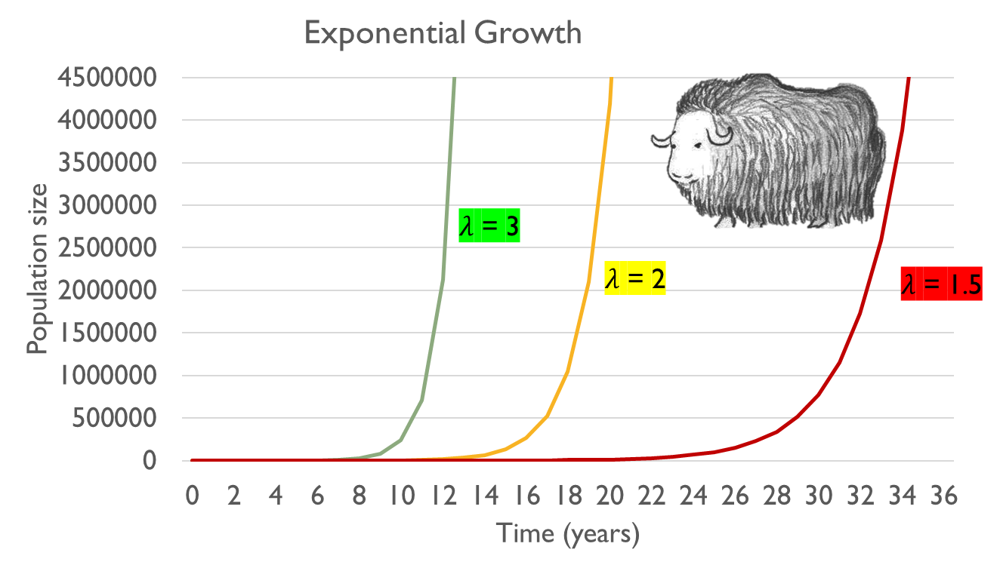 Exponential Growth
4500000
4000000
3500000
3000000
2500000
2000000
1500000
1000000
500000
0
Population size
λ = 3
λ = 2
λ = 1.5
0 2 4 6 8 10 12 14 16 18 20 22 24 26 28 30 32 34 36
Time (years)